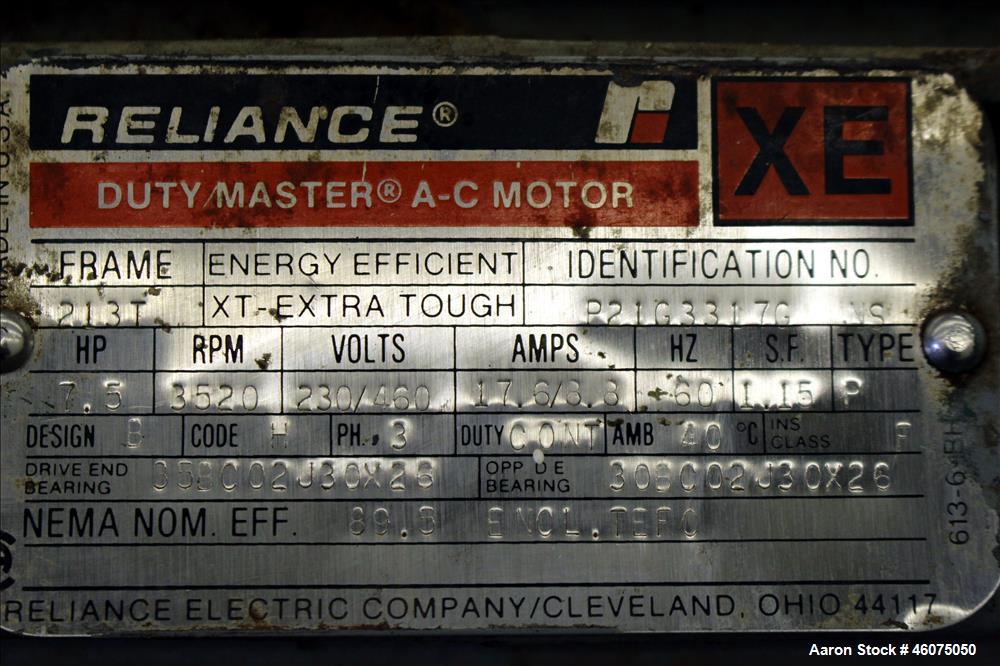 RELIANCE®
XE
DUTY MASTER® A-C MOTOR
MADE IN U.S.A.
FRAME ENERGY EFFICIENT IDENTIFICATION NO.
213T XT-EXTRA TOUGH P21G3317G NS
HP RPM VOLTS AMPS HZ S.F. TYPE
7.5 3520 230/460 17.6/8.8 60 1.15 P
DESIGN B CODE H PH. 3 DUTY CONT AMB 40 °C INS CLASS F
DRIVE END BEARING 35BC02J30X26 OPP D E BEARING 30BC02J30X26
NEMA NOM. EFF. 89.5 ENCL.TEFC
RELIANCE ELECTRIC COMPANY/CLEVELAND, OHIO 44117
Aaron Stock # 46075050